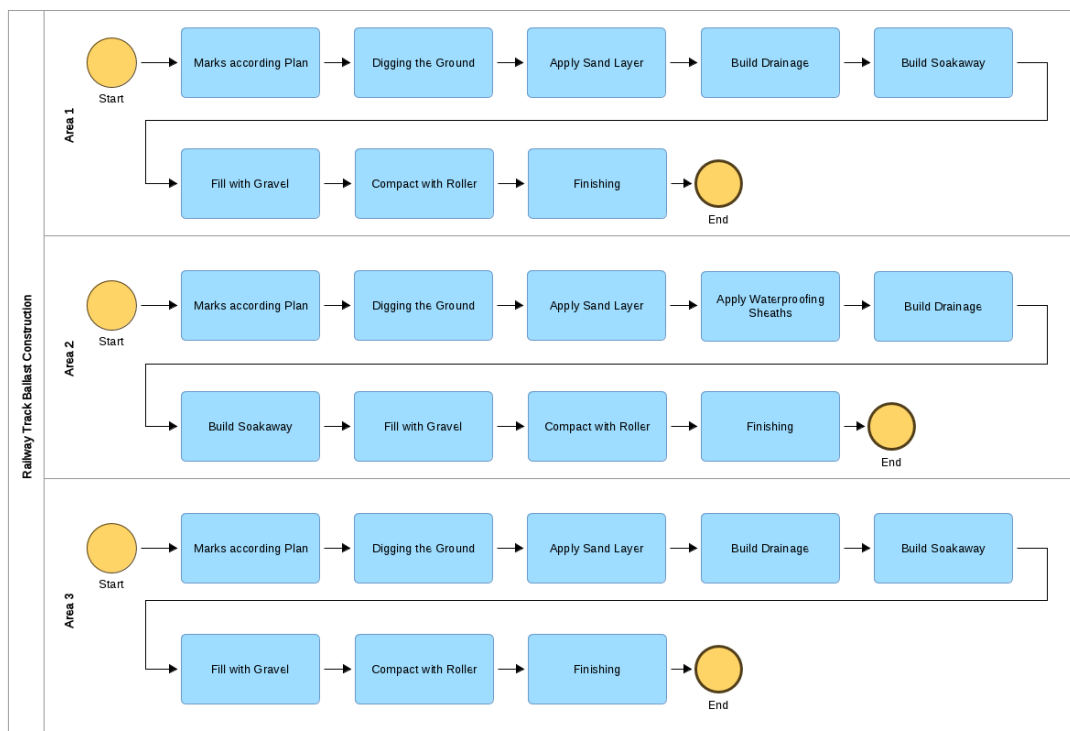 Railway Track Ballast Construction
Area 1
Start
Marks according Plan
Digging the Ground
Apply Sand Layer
Build Drainage
Build Soakaway
Fill with Gravel
Compact with Roller
Finishing
End
Area 2
Start
Marks according Plan
Digging the Ground
Apply Sand Layer
Apply Waterproofing
Sheaths
Build Drainage
Build Soakaway
Fill with Gravel
Compact with Roller
Finishing
End
Area 3
Start
Marks according Plan
Digging the Ground
Apply Sand Layer
Build Drainage
Build Soakaway
Fill with Gravel
Compact with Roller
Finishing
End